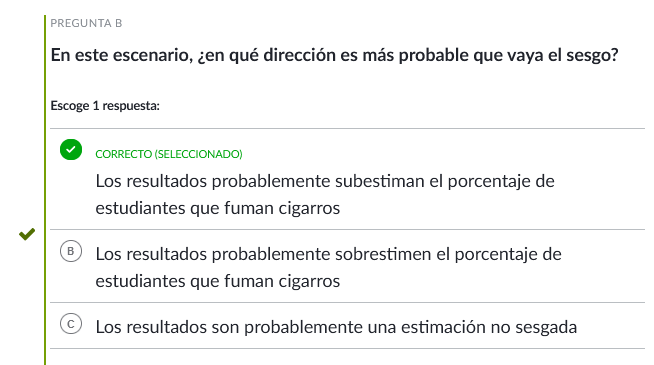 PREGUNTA B
En este escenario, ¿en qué dirección es más probable que vaya el sesgo?
Escoge 1 respuesta:
CORRECTO (SELECCIONADO)
Los resultados probablemente subestiman el porcentaje de
estudiantes que fuman cigarros
B
Los resultados probablemente sobrestimen el porcentaje de
estudiantes que fuman cigarros
C
Los resultados son probablemente una estimación no sesgada